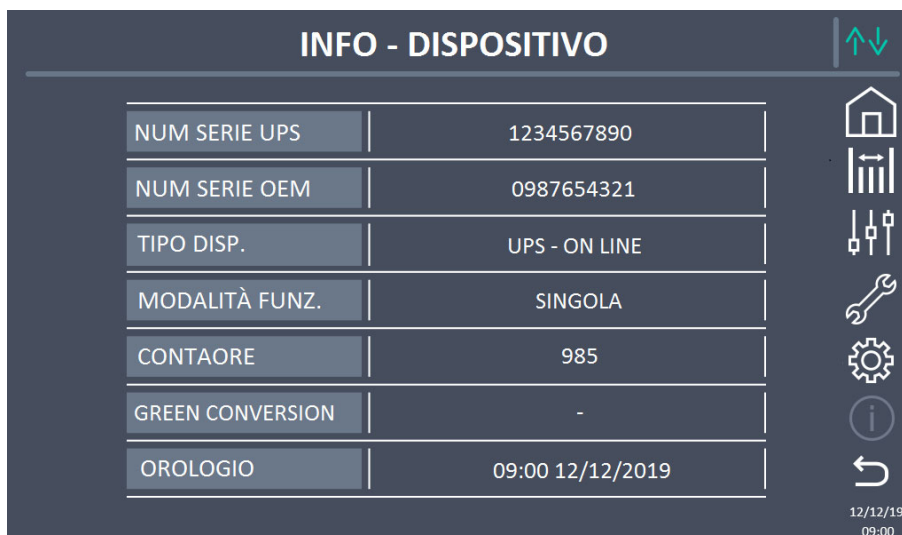 INFO - DISPOSITIVO
NUM SERIE UPS 1234567890
NUM SERIE OEM 0987654321
TIPO DISP. UPS - ON LINE
MODALITÀ FUNZ. SINGOLA
CONTAORE 985
GREEN CONVERSION -
OROLOGIO 09:00 12/12/2019
12/12/19
09:00